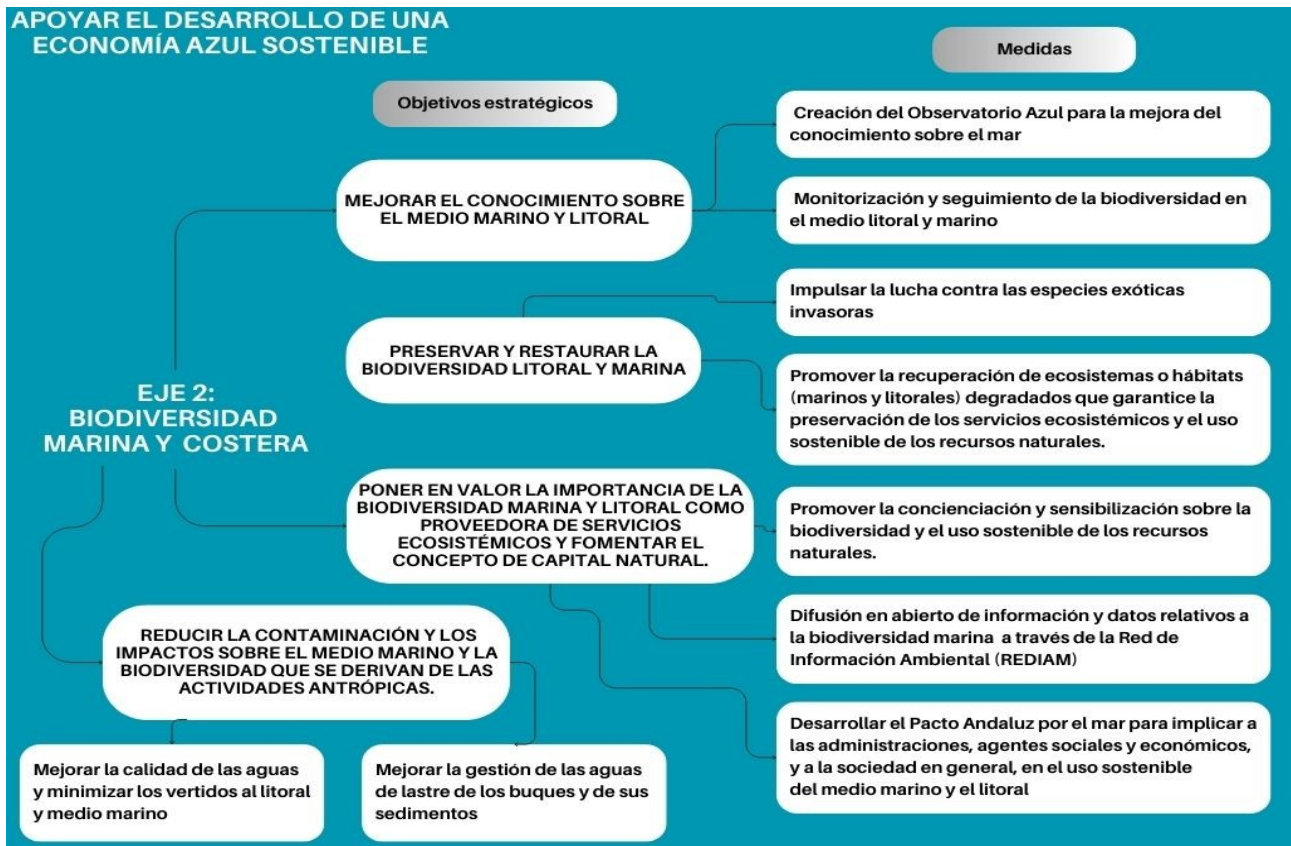 APOYAR EL DESARROLLO DE UNA
ECONOMÍA AZUL SOSTENIBLE
Objetivos estratégicos
Medidas
EJE 2:
BIODIVERSIDAD
MARINA Y COSTERA
MEJORAR EL CONOCIMIENTO SOBRE
EL MEDIO MARINO Y LITORAL
Creación del Observatorio Azul para la mejora del
conocimiento sobre el mar
Monitorización y seguimiento de la biodiversidad en
el medio litoral y marino
PRESERVAR Y RESTAURAR LA
BIODIVERSIDAD LITORAL Y MARINA
Impulsar la lucha contra las especies exóticas
invasoras
Promover la recuperación de ecosistemas o hábitats
(marinos y litorales) degradados que garantice la
preservación de los servicios ecosistémicos y el uso
sostenible de los recursos naturales.
PONER EN VALOR LA IMPORTANCIA DE LA
BIODIVERSIDAD MARINA Y LITORAL COMO
PROVEEDORA DE SERVICIOS
ECOSISTÉMICOS Y FOMENTAR EL
CONCEPTO DE CAPITAL NATURAL.
Promover la concienciación y sensibilización sobre la
biodiversidad y el uso sostenible de los recursos
naturales.
Difusión en abierto de información y datos relativos a
la biodiversidad marina a través de la Red de
Información Ambiental (REDIAM)
Desarrollar el Pacto Andaluz por el mar para implicar a
las administraciones, agentes sociales y económicos,
y a la sociedad en general, en el uso sostenible
del medio marino y el litoral
REDUCIR LA CONTAMINACIÓN Y LOS
IMPACTOS SOBRE EL MEDIO MARINO Y LA
BIODIVERSIDAD QUE SE DERIVAN DE LAS
ACTIVIDADES ANTRÓPICAS.
Mejorar la calidad de las aguas
y minimizar los vertidos al litoral
y medio marino
Mejorar la gestión de las aguas
de lastre de los buques y de sus
sedimentos